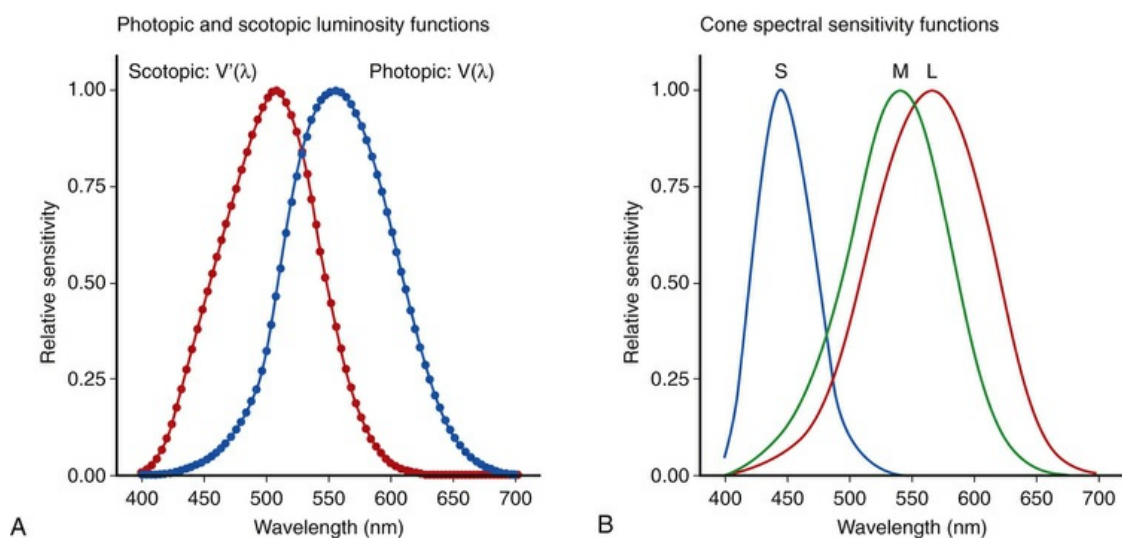 Photopic and scotopic luminosity functions
Scotopic: V’(λ)
Photopic: V(λ)
1.00
0.75
0.50
0.25
0.00
Relative sensitivity
400 450 500 550 600 650 700
Wavelength (nm)
A
Cone spectral sensitivity functions
S M L
1.00
0.75
0.50
0.25
0.00
Relative sensitivity
400 450 500 550 600 650 700
Wavelength (nm)
B